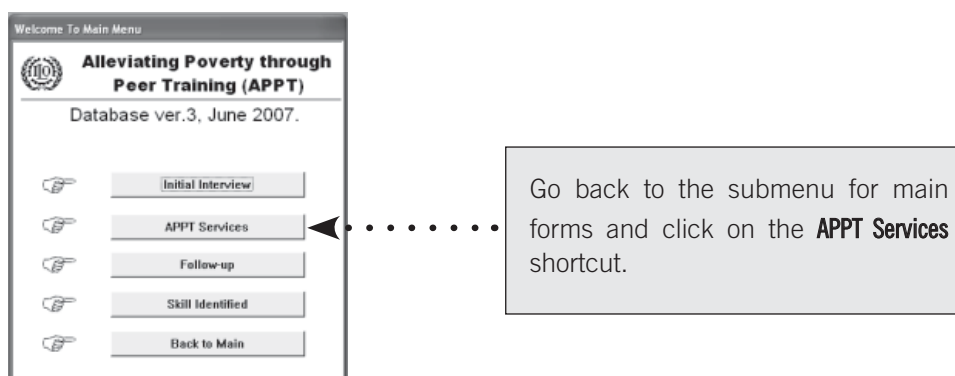 Welcome To Main Menu
Alleviating Poverty through
Peer Training (APPT)
Database ver.3, June 2007.
Initial Interview
APPT Services
Follow-up
Skill Identified
Back to Main
Go back to the submenu for main
forms and click on the APPT Services
shortcut.